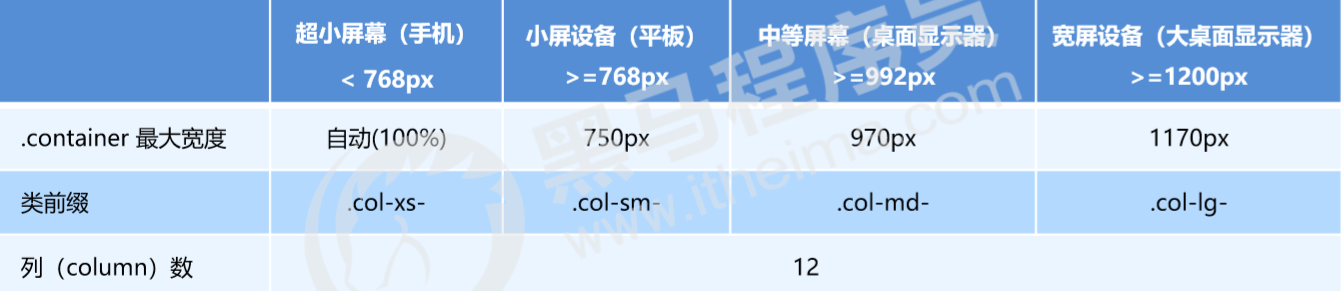 超小屏幕（手机） 小屏设备（平板） 中等屏幕（桌面显示器） 宽屏设备（大桌面显示器）
< 768px >=768px >=992px >=1200px
.container 最大宽度 自动(100%) 750px 970px 1170px
类前缀 .col-xs- .col-sm- .col-md- .col-lg-
列（column）数 12
黑马程序员
www.itheima.com